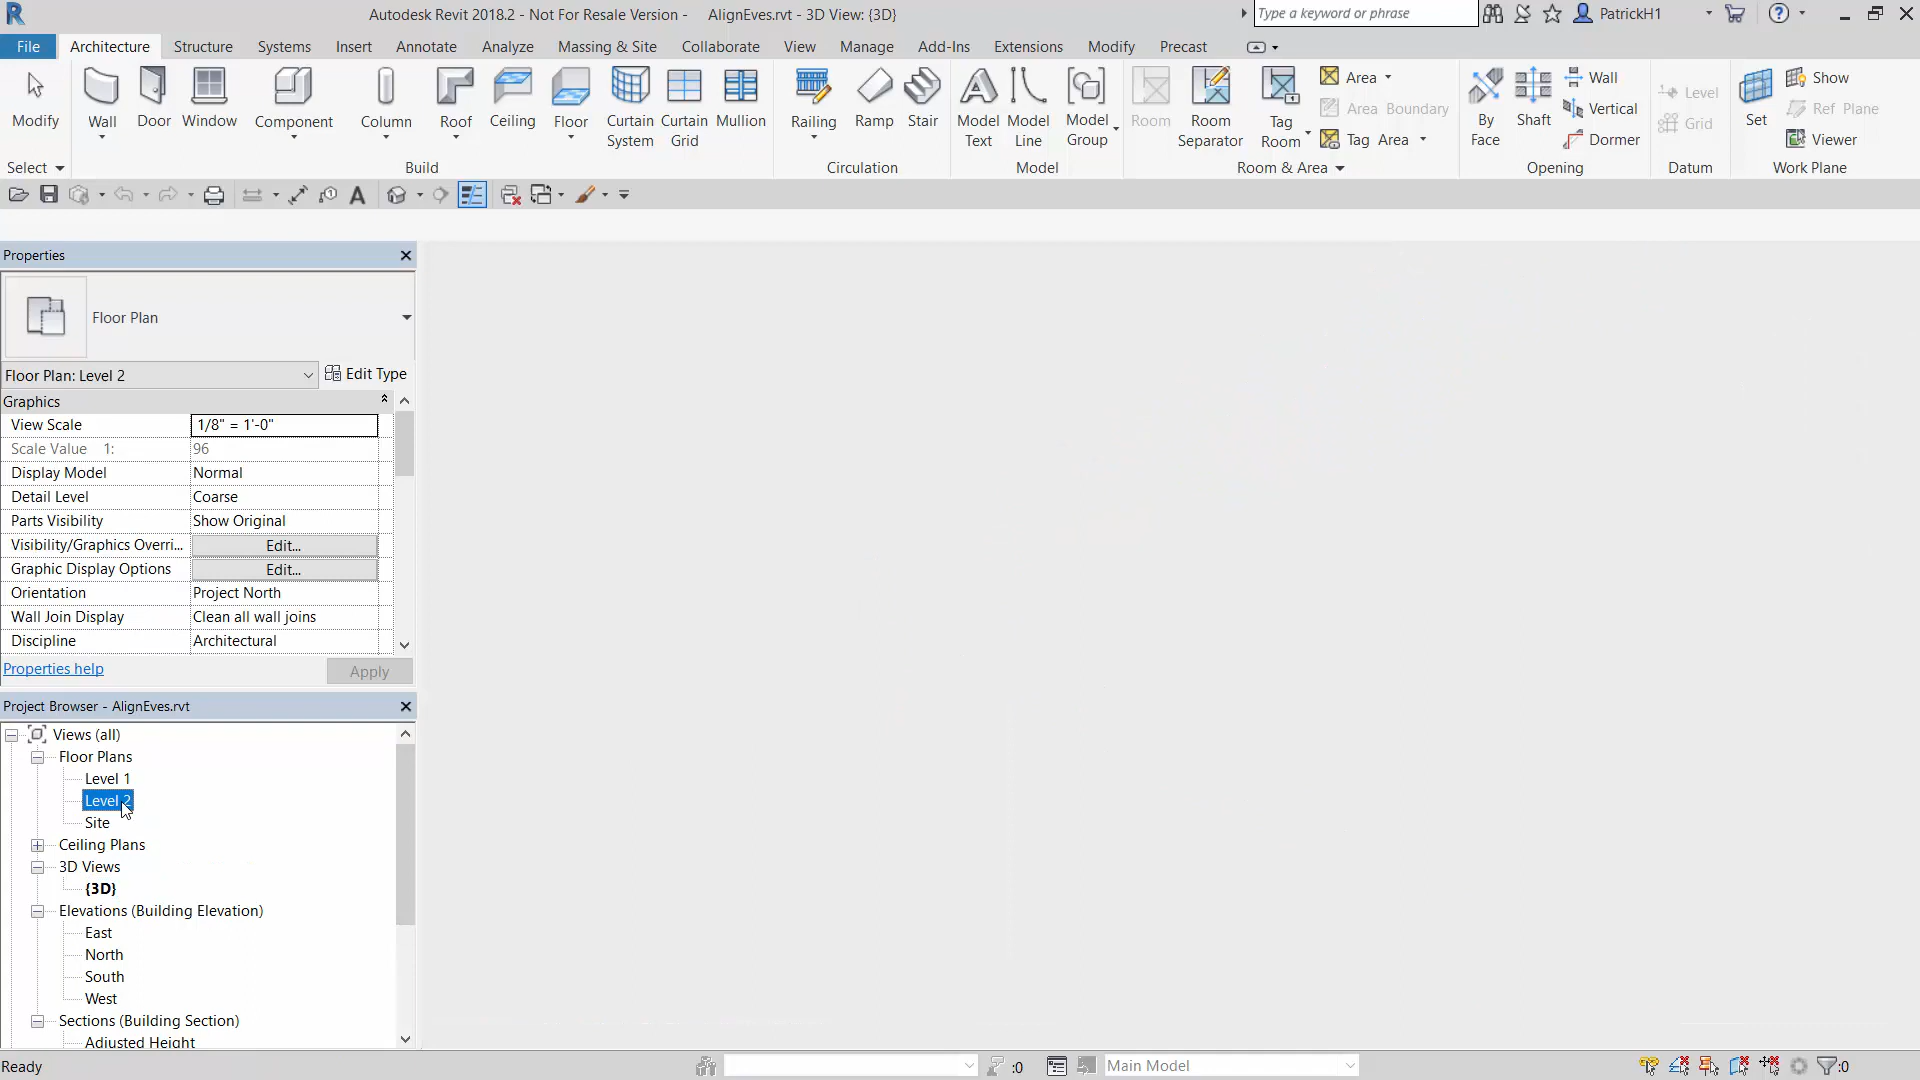 Autodesk Revit 2018.2 - Not For Resale Version - AlignEves.rvt - 3D View: {3D}
Type a keyword or phrase
PatrickH1
File Architecture Structure Systems Insert Annotate Analyze Massing & Site Collaborate View Manage Add-Ins Extensions Modify Precast
Modify
Wall
Door
Window
Component
Column
Roof
Ceiling
Floor
Curtain System
Curtain Grid
Mullion
Railing
Ramp
Stair
Model Text
Model Line
Model Group
Room
Room Separator
Tag Room
Area
Area Boundary
Tag Area
By Face
Shaft
Wall
Vertical
Dormer
Level
Grid
Set
Show
Ref Plane
Viewer
Select Build Circulation Model Room & Area Opening Datum Work Plane
Properties
Floor Plan
Floor Plan: Level 2
Edit Type
Graphics
View Scale 1/8" = 1'-0"
Scale Value 1: 96
Display Model Normal
Detail Level Coarse
Parts Visibility Show Original
Visibility/Graphics Overri... Edit...
Graphic Display Options Edit...
Orientation Project North
Wall Join Display Clean all wall joins
Discipline Architectural
Properties help Apply
Project Browser - AlignEves.rvt
Views (all)
Floor Plans
Level 1
Level 2
Site
Ceiling Plans
3D Views
{3D}
Elevations (Building Elevation)
East
North
South
West
Sections (Building Section)
Adjusted Height
Ready :0 Main Model :0